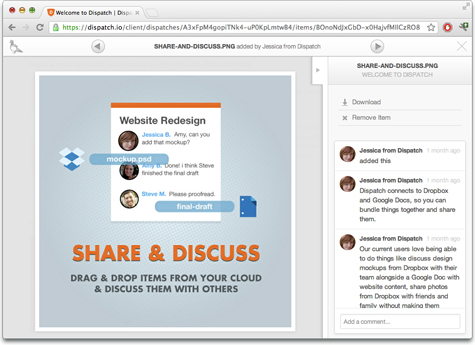 Welcome to Dispatch | Disp
https://dispatch.io/client/dispatches/A3xFpM4gopiTNk4-uP0KpLmtwB4/items/BOnoNdJxGbD-x0HajvfMIICzRO8
SHARE-AND-DISCUSS.PNG added by Jessica from Dispatch
Website Redesign
Jessica B. Amy, can you
add that mockup?
mockup.psd
Amy B. Done! I think Steve
finished the final draft
Steve M. Please proofread.
final-draft
SHARE & DISCUSS
DRAG & DROP ITEMS FROM YOUR CLOUD
& DISCUSS THEM WITH OTHERS
SHARE-AND-DISCUSS.PNG
WELCOME TO DISPATCH
Download
Remove Item
Jessica from Dispatch 1 month ago
added this
Jessica from Dispatch 1 month ago
Dispatch connects to Dropbox
and Google Docs, so you can
bundle things together and
share them.
Jessica from Dispatch 1 month ago
Our current users love being able
to do things like discuss design
mockups from Dropbox with their
team alongside a Google Doc with
website content, share photos
from Dropbox with friends and
family without making them
Add a comment...